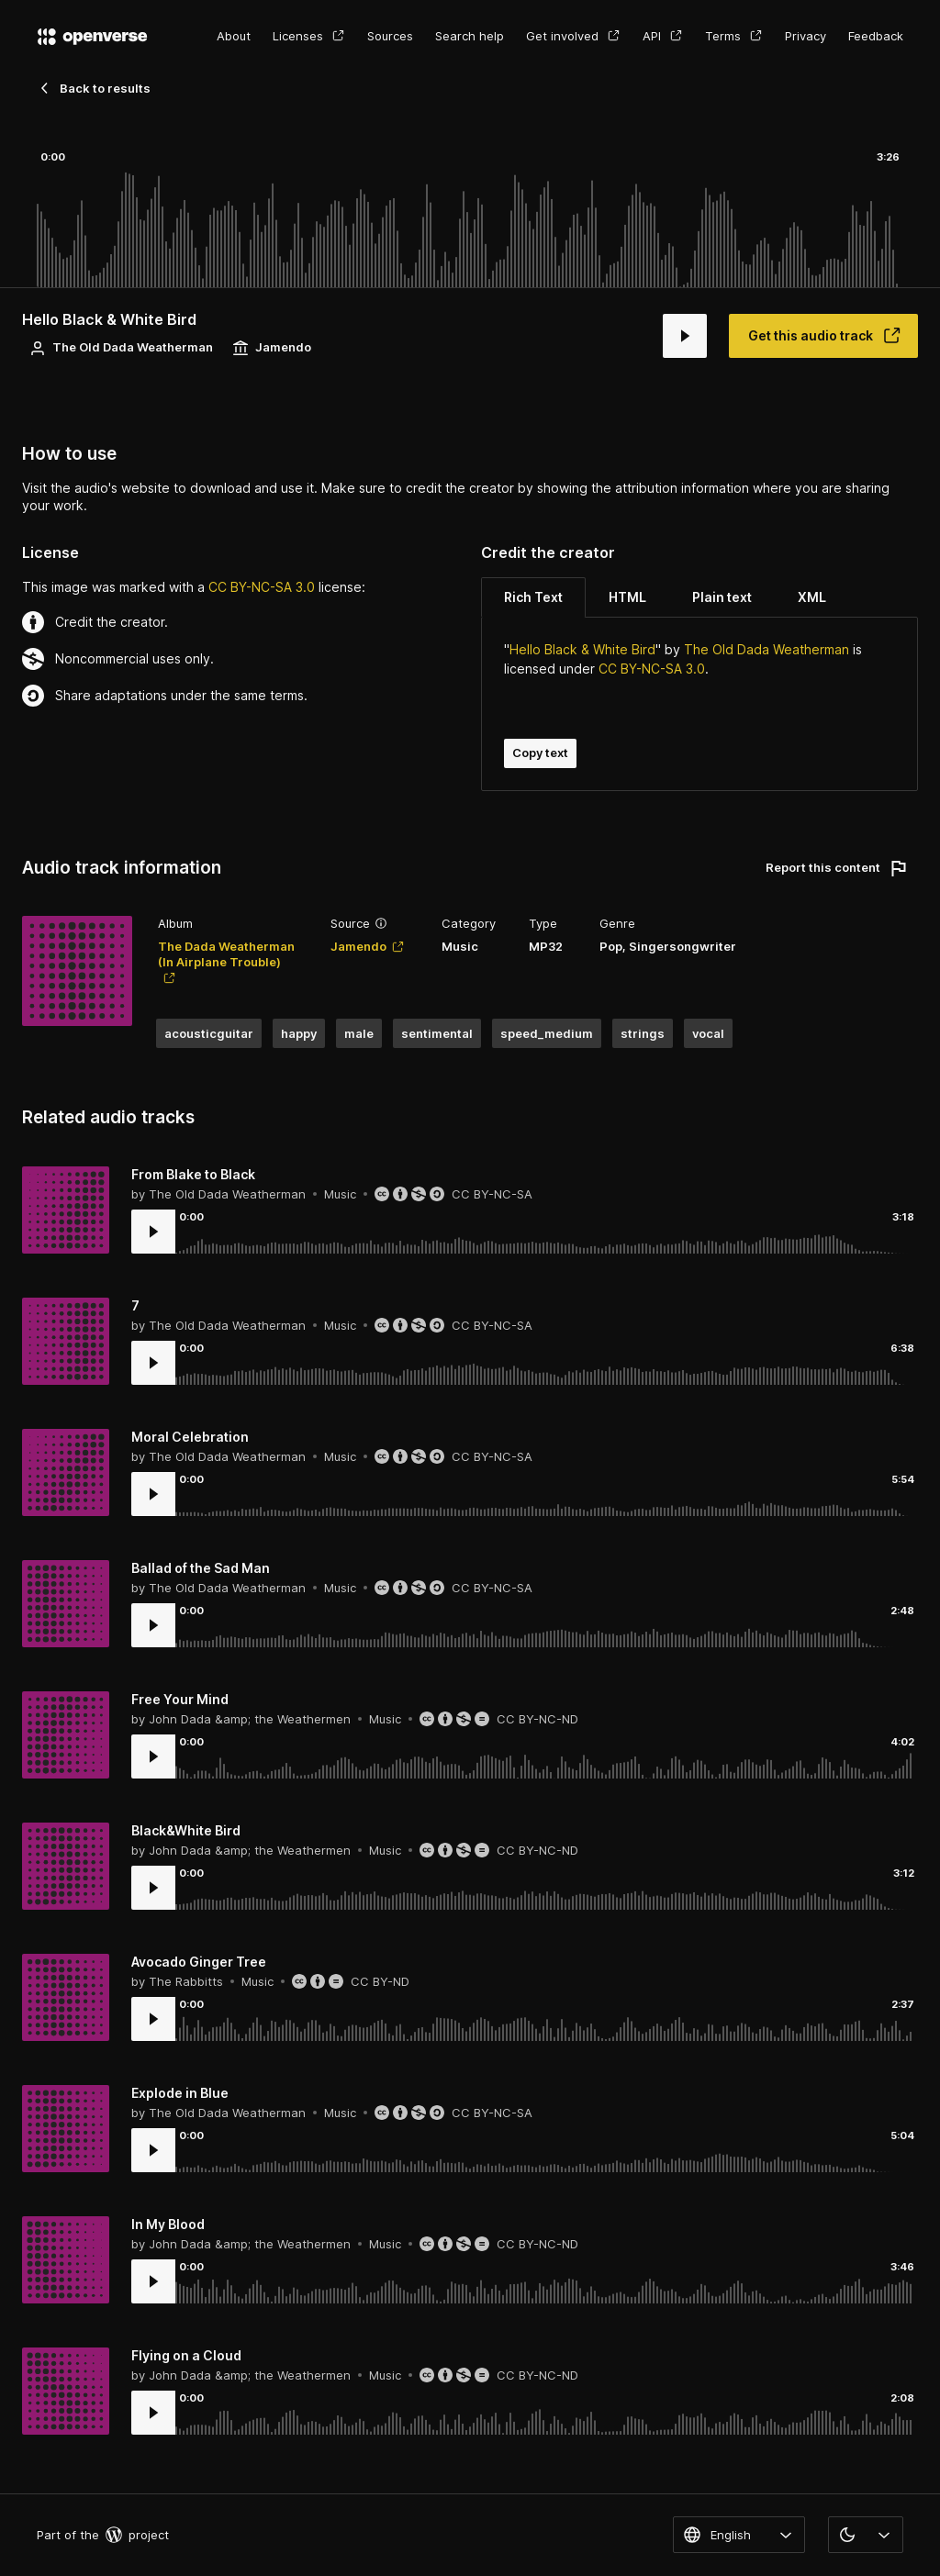 openverse
About
Licenses
Sources
Search help
Get involved
API
Terms
Privacy
Feedback
Back to results
0:00
3:26
Hello Black & White Bird
The Old Dada Weatherman
Jamendo
Get this audio track
How to use
Visit the audio's website to download and use it. Make sure to credit the creator by showing the attribution information where you are sharing
your work.
License
This image was marked with a CC BY-NC-SA 3.0 license:
Credit the creator.
Noncommercial uses only.
Share adaptations under the same terms.
Credit the creator
Rich Text
HTML
Plain text
XML
"Hello Black & White Bird" by The Old Dada Weatherman is
licensed under CC BY-NC-SA 3.0.
Copy text
Audio track information
Report this content
Album
The Dada Weatherman
(In Airplane Trouble)
Source
Jamendo
Category
Music
Type
MP32
Genre
Pop, Singersongwriter
acousticguitar
happy
male
sentimental
speed_medium
strings
vocal
Related audio tracks
From Blake to Black
by The Old Dada Weatherman • Music • CC BY-NC-SA
0:00
3:18
7
by The Old Dada Weatherman • Music • CC BY-NC-SA
0:00
6:38
Moral Celebration
by The Old Dada Weatherman • Music • CC BY-NC-SA
0:00
5:54
Ballad of the Sad Man
by The Old Dada Weatherman • Music • CC BY-NC-SA
0:00
2:48
Free Your Mind
by John Dada &amp; the Weathermen • Music • CC BY-NC-ND
0:00
4:02
Black&White Bird
by John Dada &amp; the Weathermen • Music • CC BY-NC-ND
0:00
3:12
Avocado Ginger Tree
by The Rabbitts • Music • CC BY-ND
0:00
2:37
Explode in Blue
by The Old Dada Weatherman • Music • CC BY-NC-SA
0:00
5:04
In My Blood
by John Dada &amp; the Weathermen • Music • CC BY-NC-ND
0:00
3:46
Flying on a Cloud
by John Dada &amp; the Weathermen • Music • CC BY-NC-ND
0:00
2:08
Part of the project
English